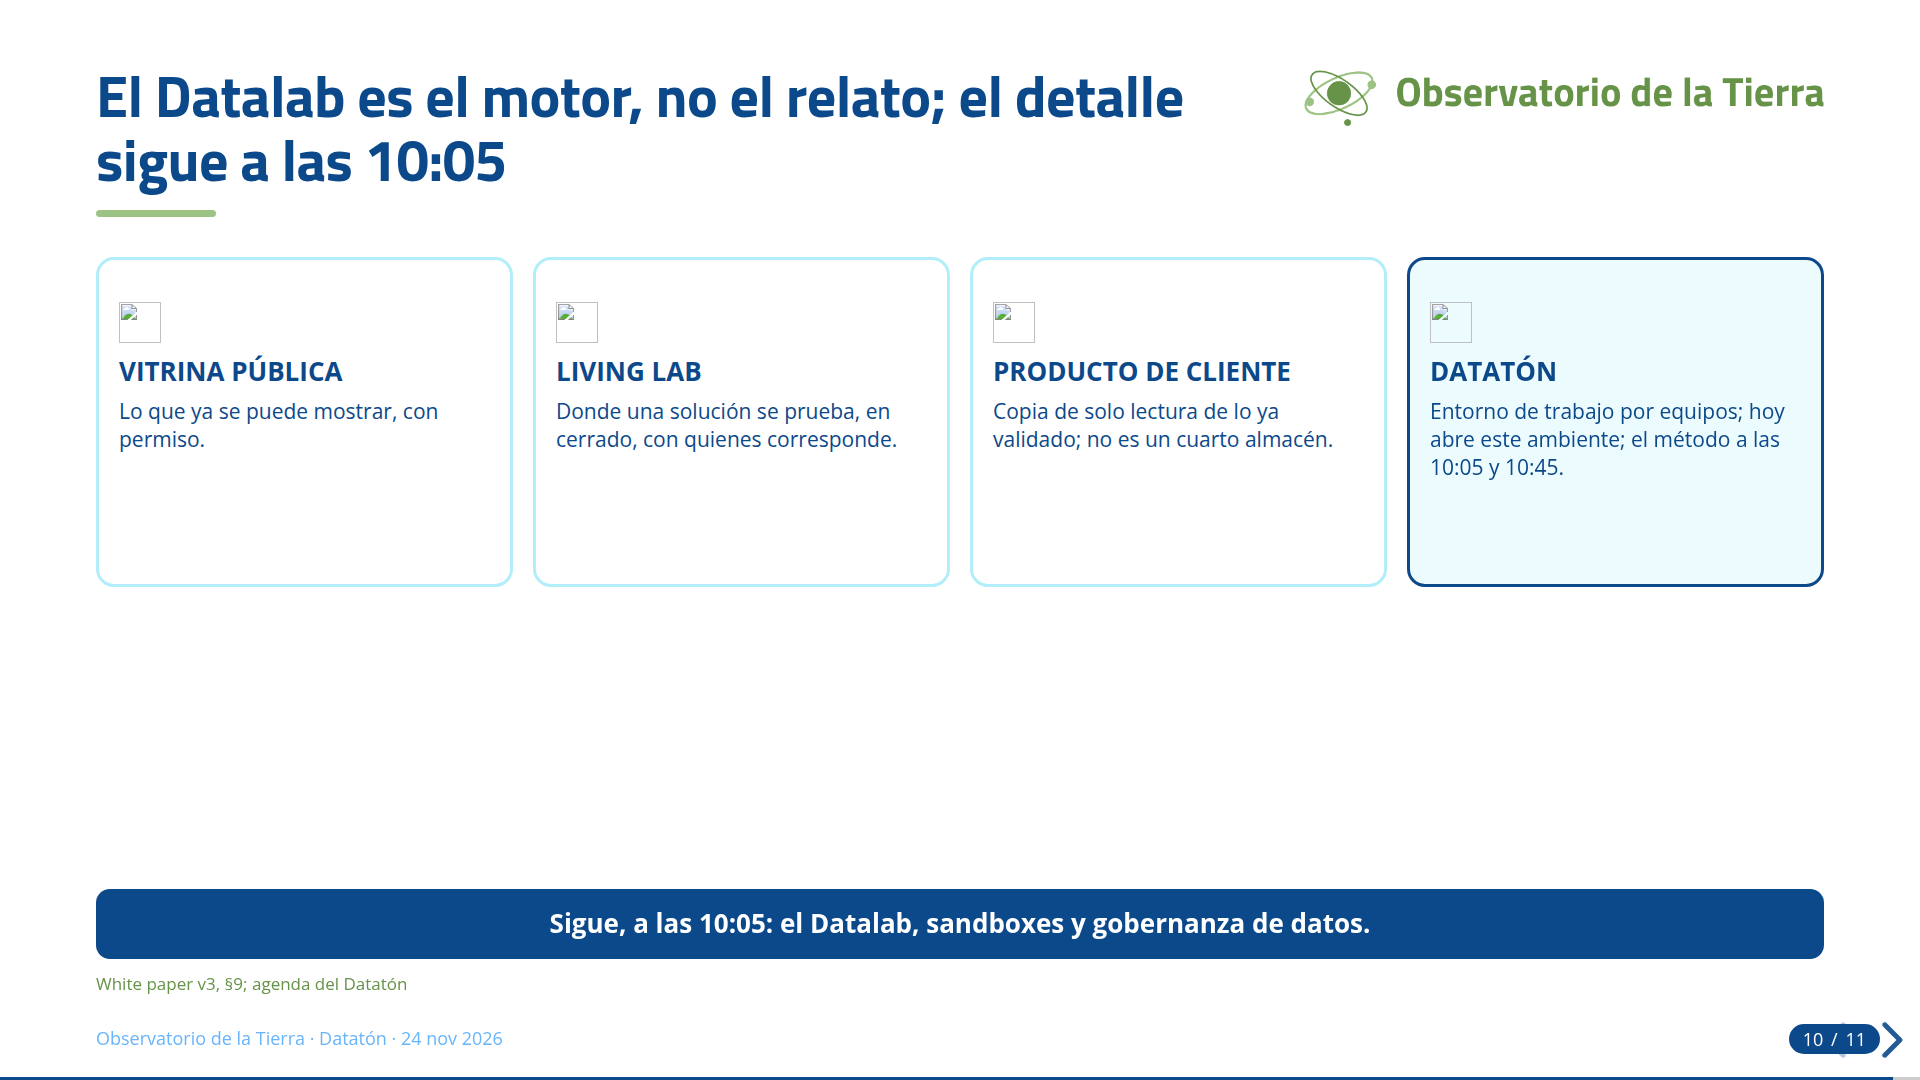 El Datalab es el motor, no el relato; el detalle
sigue a las 10:05
Observatorio de la Tierra
VITRINA PÚBLICA
Lo que ya se puede mostrar, con
permiso.
LIVING LAB
Donde una solución se prueba, en
cerrado, con quienes corresponde.
PRODUCTO DE CLIENTE
Copia de solo lectura de lo ya
validado; no es un cuarto almacén.
DATATÓN
Entorno de trabajo por equipos; hoy
abre este ambiente; el método a las
10:05 y 10:45.
Sigue, a las 10:05: el Datalab, sandboxes y gobernanza de datos.
White paper v3, §9; agenda del Datatón
Observatorio de la Tierra · Datatón · 24 nov 2026
10 / 11